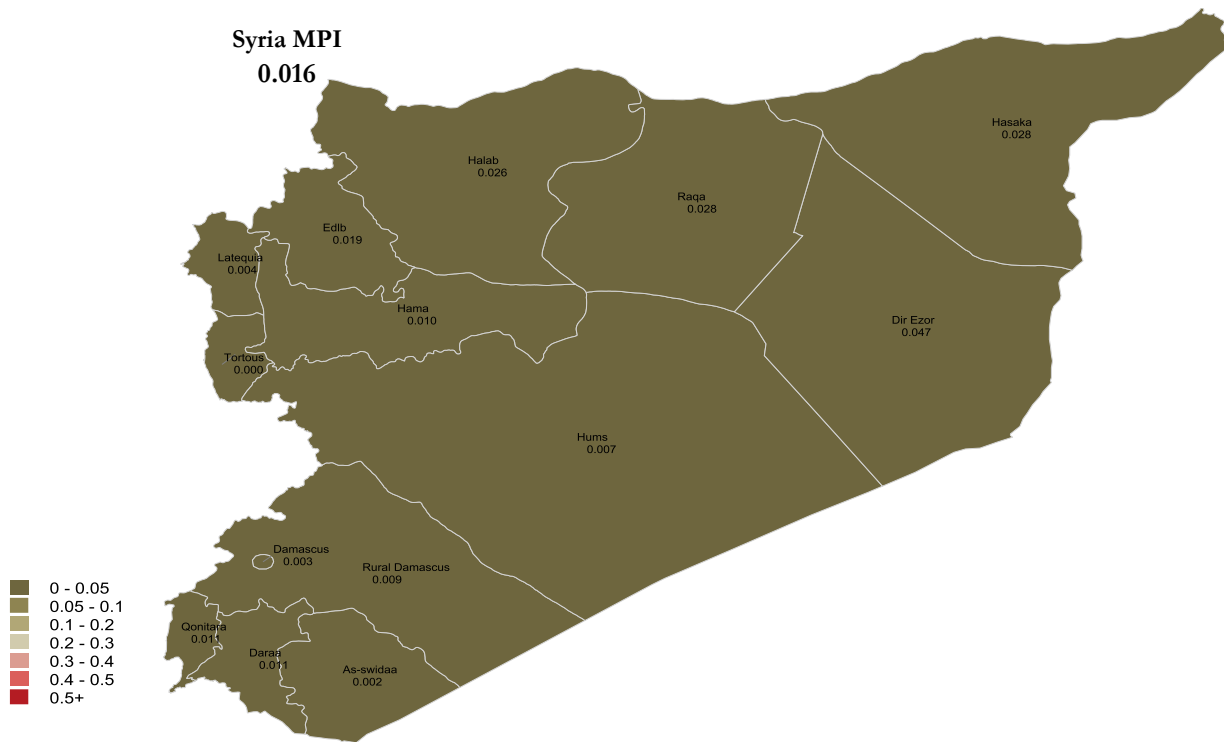 Syria MPI
0.016
Hasaka
0.028
Halab
0.026
Raqa
0.028
Edlb
0.019
Latequia
0.004
Hama
0.010
Dir Ezor
0.047
Tortous
0.000
Hums
0.007
Damascus
0.003
Rural Damascus
0.009
Qonitara
0.011
Daraa
0.011
As-swidaa
0.002
0 - 0.05
0.05 - 0.1
0.1 - 0.2
0.2 - 0.3
0.3 - 0.4
0.4 - 0.5
0.5+